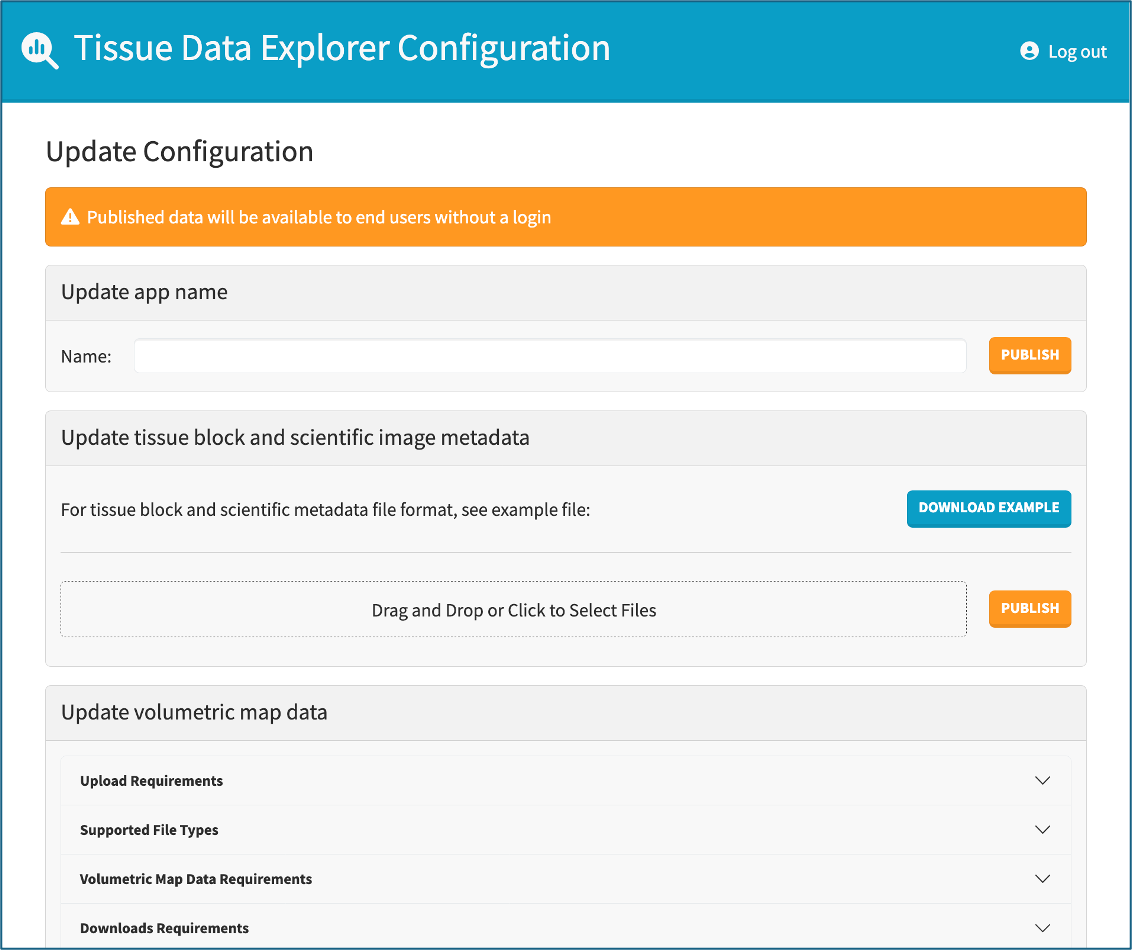 Tissue Data Explorer Configuration
Log out
Update Configuration
Published data will be available to end users without a login
Update app name
Name:
PUBLISH
Update tissue block and scientific image metadata
For tissue block and scientific metadata file format, see example file:
DOWNLOAD EXAMPLE
Drag and Drop or Click to Select Files
PUBLISH
Update volumetric map data
Upload Requirements
Supported File Types
Volumetric Map Data Requirements
Downloads Requirements